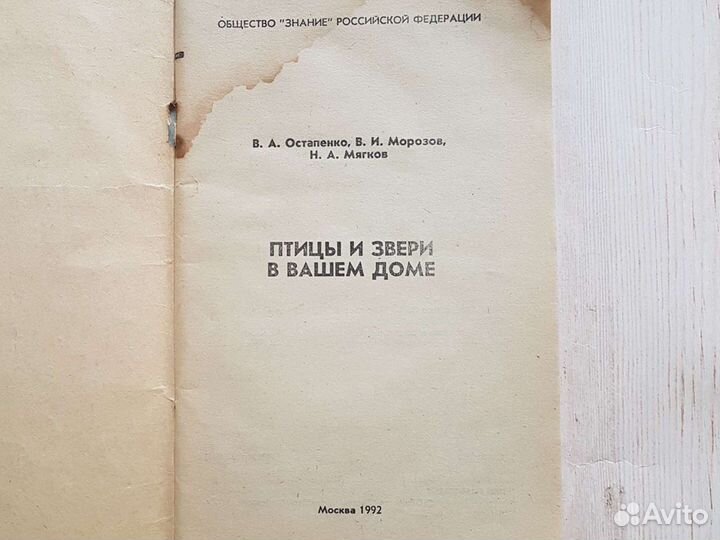 ОБЩЕСТВО "ЗНАНИЕ" РОССИЙСКОЙ ФЕДЕРАЦИИ
В. А. Остапенко, В. И. Морозов,
Н. А. Мягков
ПТИЦЫ И ЗВЕРИ
В ВАШЕМ ДОМЕ
Москва 1992
Avito